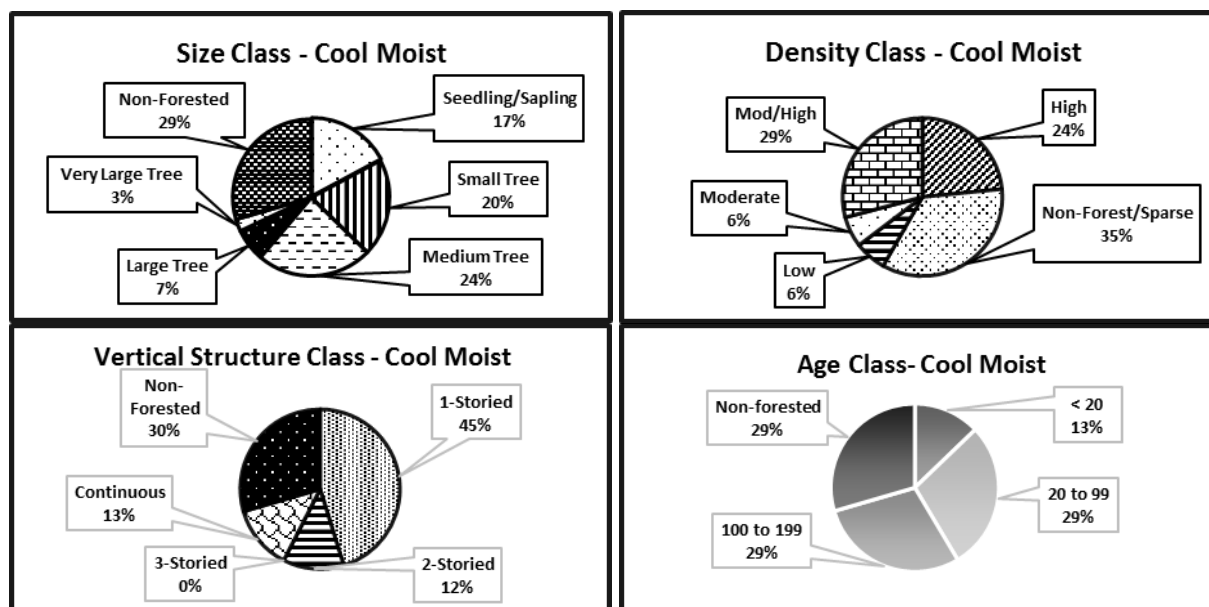 Size Class - Cool Moist
Non-Forested
29%
Seedling/Sapling
17%
Very Large Tree
3%
Small Tree
20%
Large Tree
7%
Medium Tree
24%
Density Class - Cool Moist
Mod/High
29%
High
24%
Moderate
6%
Non-Forest/Sparse
35%
Low
6%
Vertical Structure Class - Cool Moist
Non-
Forested
30%
1-Storied
45%
Continuous
13%
3-Storied
0%
2-Storied
12%
Age Class- Cool Moist
Non-forested
29%
< 20
13%
20 to 99
29%
100 to 199
29%